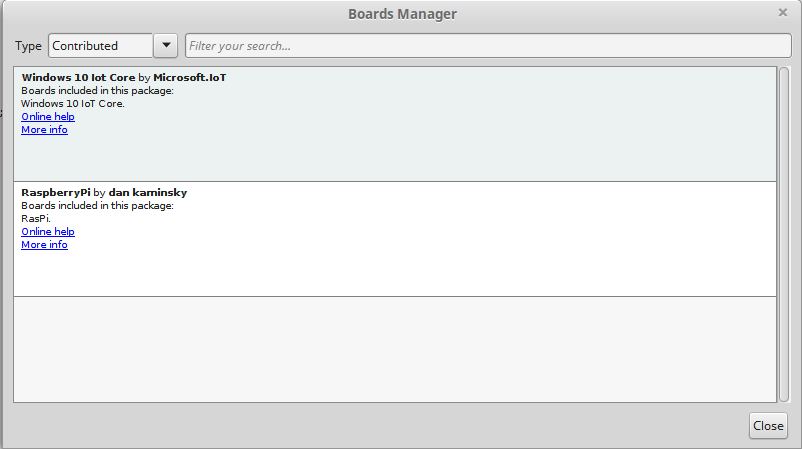 Boards Manager
Type Contributed Filter your search...
Windows 10 Iot Core by Microsoft.IoT
Boards included in this package:
Windows 10 IoT Core.
Online help
More info
RaspberryPi by dan kaminsky
Boards included in this package:
RasPi.
Online help
More info
Close